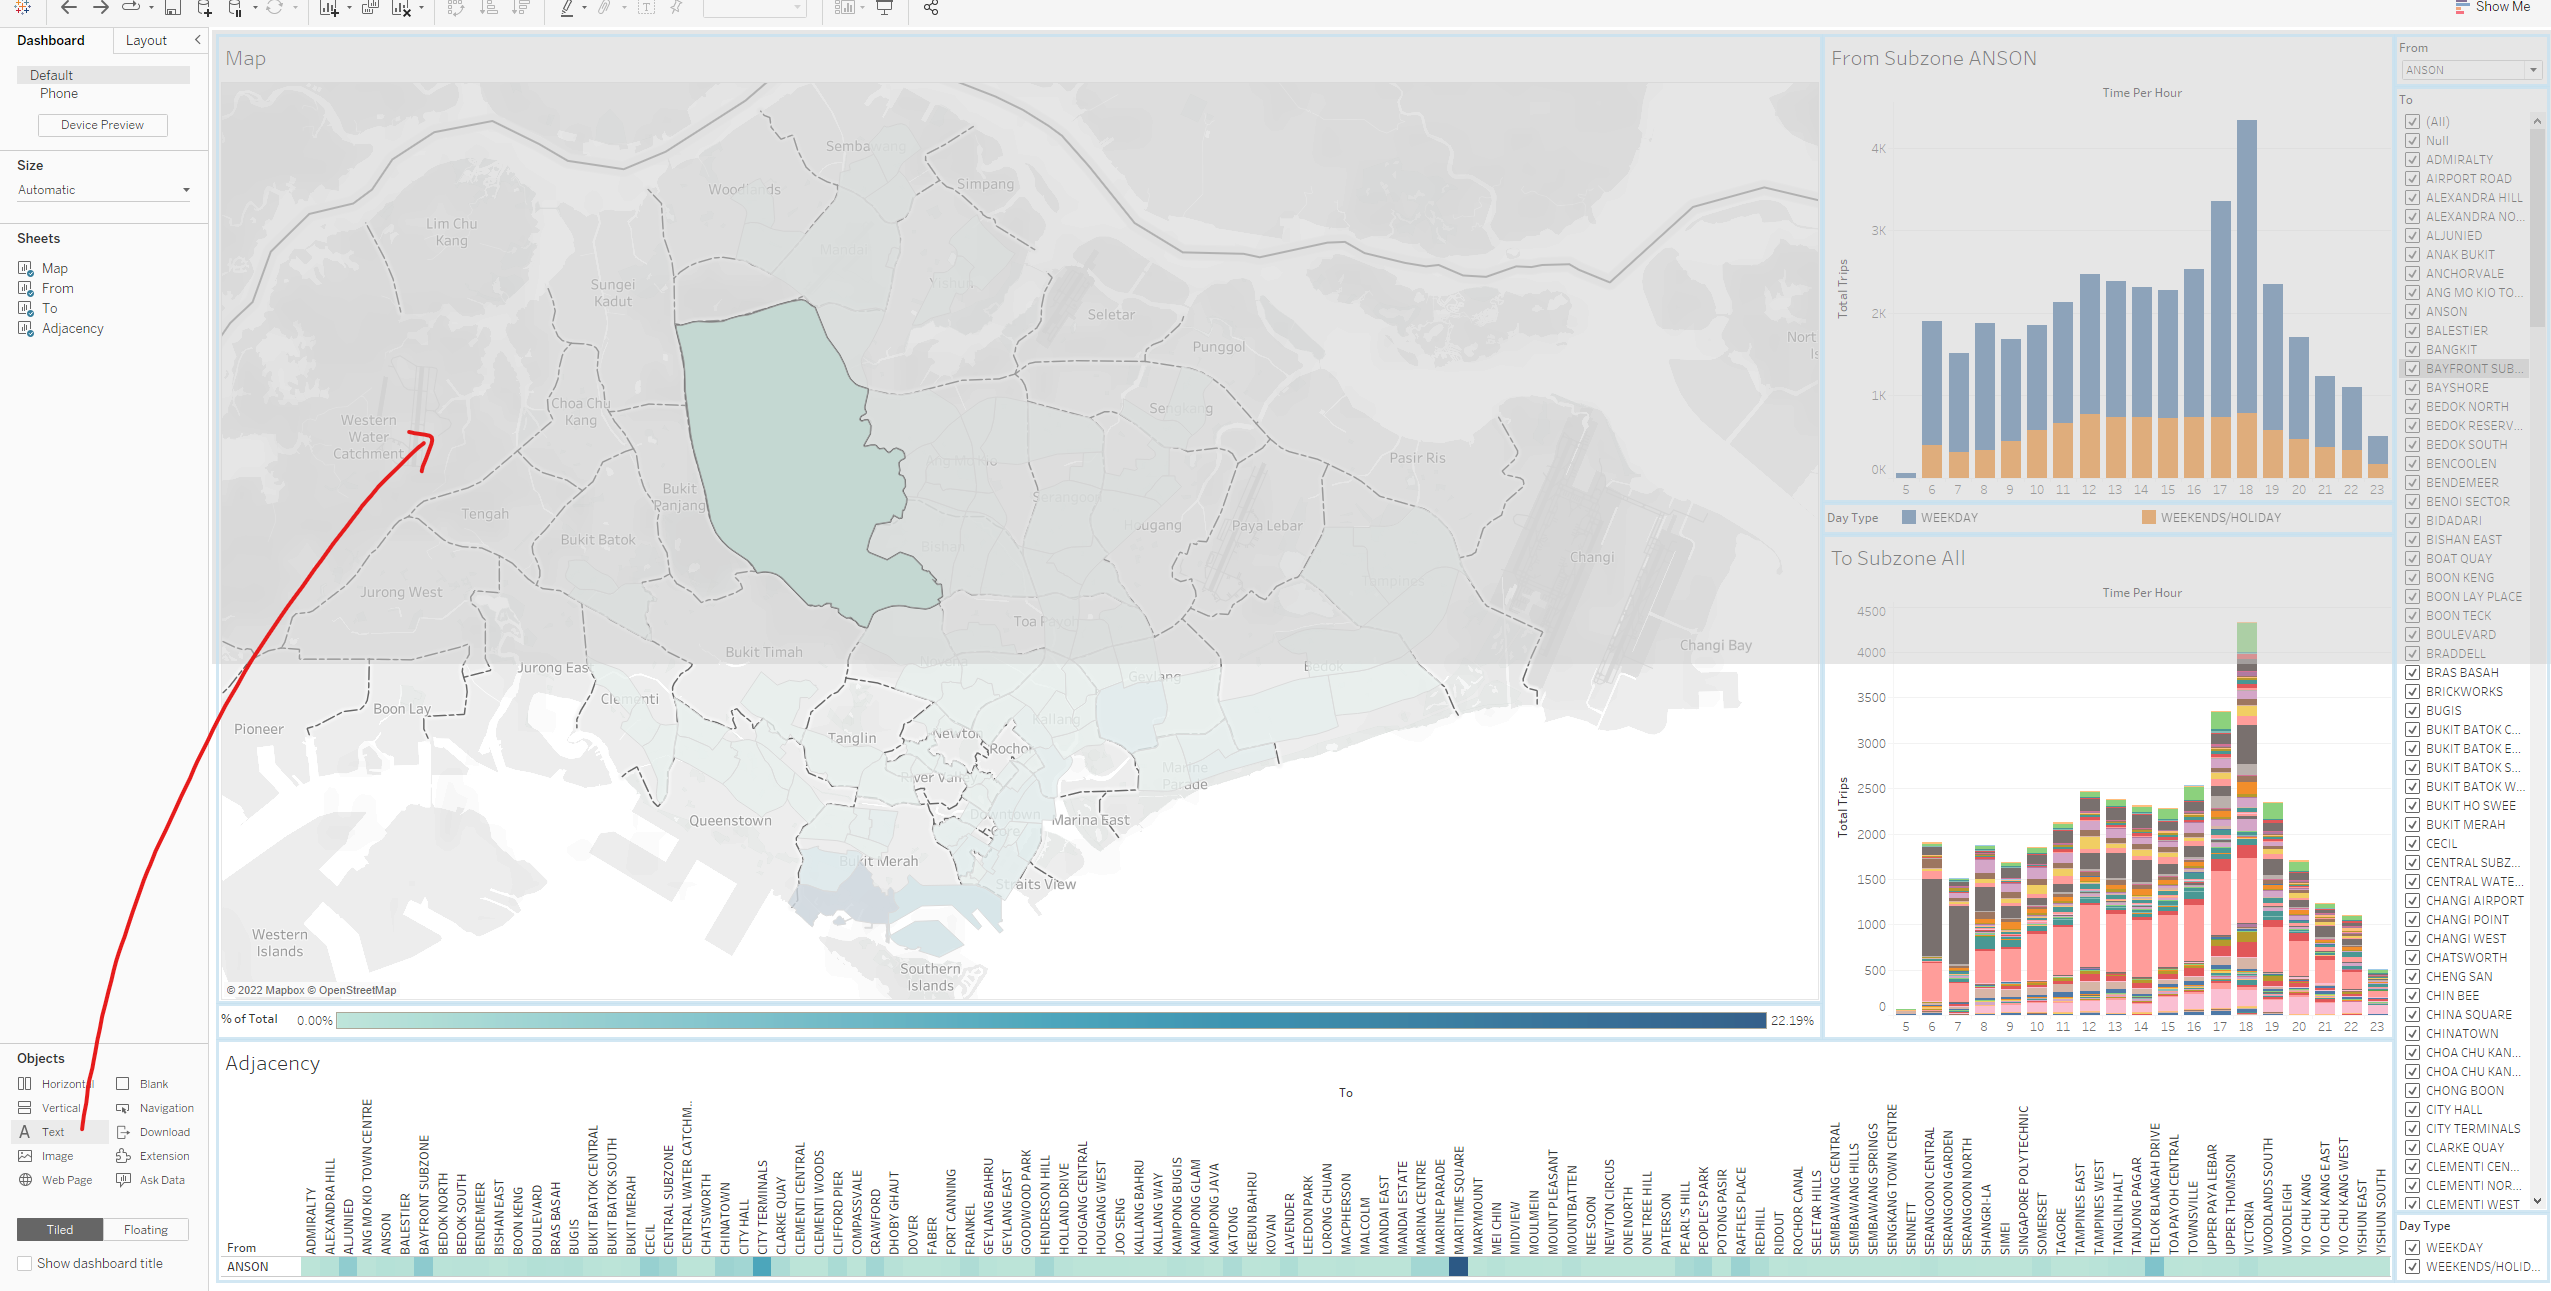 Show Me
Dashboard
Layout
Default
Phone
Device Preview
Size
Automatic
Sheets
Map
From
To
Adjacency
Objects
Horizontal
Blank
Vertical
Navigation
Text
Download
Image
Extension
Web Page
Ask Data
Tiled
Floating
Show dashboard title
Map
Sembawang
Woodlands
Simpang
Lim Chu
Kang
Mandai
Sungei
Kadut
Yishun
Seletar
Punggol
Choa Chu
Kang
Western
Water
Catchment
Sengkang
Ang Mo Kio
Pasir Ris
Bukit
Panjang
Serangoon
Tengah
Hougang
Paya Lebar
Bukit Batok
Bishan
Changi
Jurong West
Tampines
Toa Payoh
Changi Bay
Bukit Timah
Jurong East
Bedok
Geylang
Clementi
Boon Lay
Kallang
Pioneer
Tanglin
Newton
Rochor
River Valley
Marine
Parade
Queenstown
Downtown
Core
Marina East
Bukit Merah
Straits View
Western
Islands
Southern
Islands
© 2022 Mapbox © OpenStreetMap
% of Total
0.00%
22.19%
From Subzone ANSON
Time Per Hour
Total Trips
4K
3K
2K
1K
0K
5 6 7 8 9 10 11 12 13 14 15 16 17 18 19 20 21 22 23
Day Type
WEEKDAY
WEEKENDS/HOLIDAY
To Subzone All
Time Per Hour
Total Trips
4500
4000
3500
3000
2500
2000
1500
1000
500
0
5 6 7 8 9 10 11 12 13 14 15 16 17 18 19 20 21 22 23
From
ANSON
To
(All)
Null
ADMIRALTY
AIRPORT ROAD
ALEXANDRA HILL
ALEXANDRA NO...
ALJUNIED
ANAK BUKIT
ANCHORVALE
ANG MO KIO TO...
ANSON
BALESTIER
BANGKIT
BAYFRONT SUB...
BAYSHORE
BEDOK NORTH
BEDOK RESERV...
BEDOK SOUTH
BENCOOLEN
BENDEMEER
BENOI SECTOR
BIDADARI
BISHAN EAST
BOAT QUAY
BOON KENG
BOON LAY PLACE
BOON TECK
BOULEVARD
BRADDELL
BRAS BASAH
BRICKWORKS
BUGIS
BUKIT BATOK C...
BUKIT BATOK E...
BUKIT BATOK S...
BUKIT BATOK W...
BUKIT HO SWEE
BUKIT MERAH
CECIL
CENTRAL SUBZ...
CENTRAL WATE...
CHANGI AIRPORT
CHANGI POINT
CHANGI WEST
CHATSWORTH
CHENG SAN
CHIN BEE
CHINA SQUARE
CHINATOWN
CHOA CHU KAN...
CHOA CHU KAN...
CHONG BOON
CITY HALL
CITY TERMINALS
CLARKE QUAY
CLEMENTI CEN...
CLEMENTI NOR...
CLEMENTI WEST
Day Type
WEEKDAY
WEEKENDS/HOLID...
Adjacency
To
From
ADMIRALTY
ALEXANDRA HILL
ALJUNIED
ANG MO KIO TOWN CENTRE
ANSON
BALESTIER
BAYFRONT SUBZONE
BEDOK NORTH
BEDOK SOUTH
BENDEMEER
BISHAN EAST
BOON KENG
BOULEVARD
BRAS BASAH
BUGIS
BUKIT BATOK CENTRAL
BUKIT BATOK SOUTH
BUKIT MERAH
CECIL
CENTRAL SUBZONE
CENTRAL WATER CATCHM..
CHATSWORTH
CHINATOWN
CITY HALL
CITY TERMINALS
CLARKE QUAY
CLEMENTI CENTRAL
CLEMENTI WOODS
CLIFFORD PIER
COMPASSVALE
CRAWFORD
DHOBY GHAUT
DOVER
FABER
FORT CANNING
FRANKEL
GEYLANG BAHRU
GEYLANG EAST
GOODWOOD PARK
HENDERSON HILL
HOLLAND DRIVE
HOUGANG CENTRAL
HOUGANG WEST
JOO SENG
KALLANG BAHRU
KALLANG WAY
KAMPONG BUGIS
KAMPONG GLAM
KAMPONG JAVA
KATONG
KEBUN BAHRU
KOVAN
LAVENDER
LEEDON PARK
LORONG CHUAN
MACPHERSON
MALCOLM
MANDAI EAST
MANDAI ESTATE
MARINA CENTRE
MARINE PARADE
MARITIME SQUARE
MARYMOUNT
MEI CHIN
MIDVIEW
MOULMEIN
MOUNT PLEASANT
MOUNTBATTEN
NEE SOON
NEWTON CIRCUS
ONE NORTH
ONE TREE HILL
PATERSON
PEARL'S HILL
PEOPLE'S PARK
POTONG PASIR
RAFFLES PLACE
REDHILL
RIDOUT
ROCHOR CANAL
SELETAR HILLS
SEMBAWANG CENTRAL
SEMBAWANG HILLS
SEMBAWANG SPRINGS
SENGKANG TOWN CENTRE
SENNETT
SERANGOON CENTRAL
SERANGOON GARDEN
SERANGOON NORTH
SHANGRI-LA
SIMEI
SINGAPORE POLYTECHNIC
SOMERSET
TAGORE
TAMPINES EAST
TAMPINES WEST
TANGLIN HALT
TANJONG PAGAR
TELOK BLANGAH DRIVE
TOA PAYOH CENTRAL
TOWNSVILLE
UPPER PAYA LEBAR
UPPER THOMSON
VICTORIA
WOODLANDS SOUTH
WOODLEIGH
YIO CHU KANG
YIO CHU KANG EAST
YIO CHU KANG WEST
YISHUN EAST
YISHUN SOUTH
ANSON